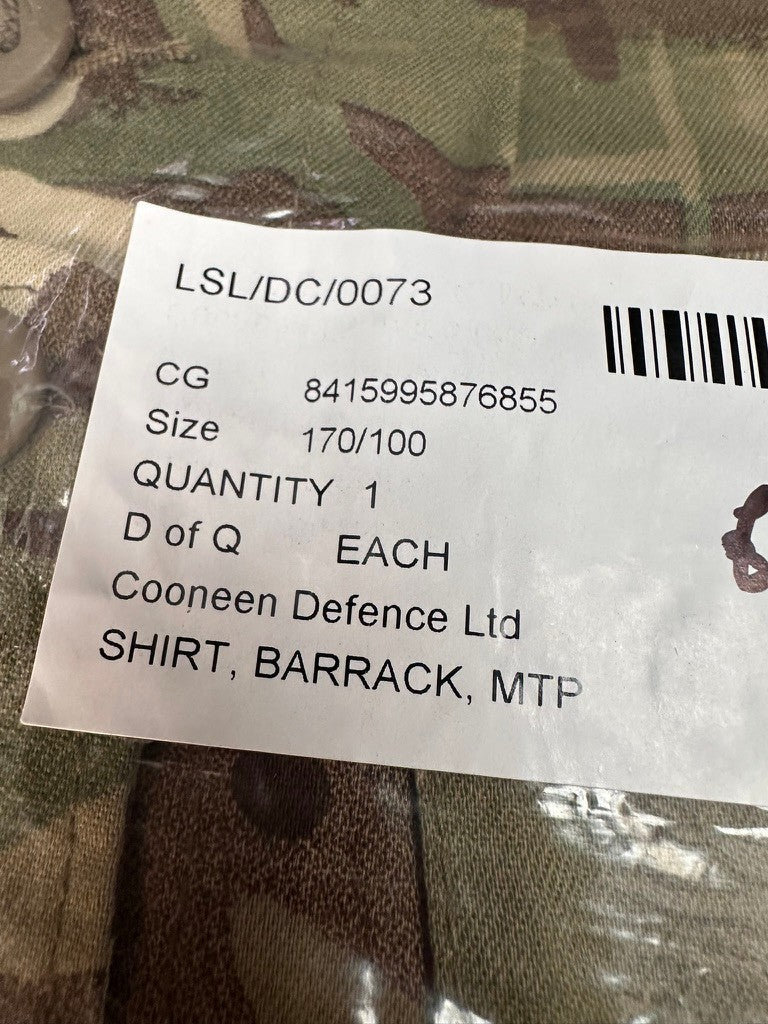 LSL/DC/0073
CG 8415995876855
Size 170/100
QUANTITY 1
D of Q EACH
Cooneen Defence Ltd
SHIRT, BARRACK, MTP